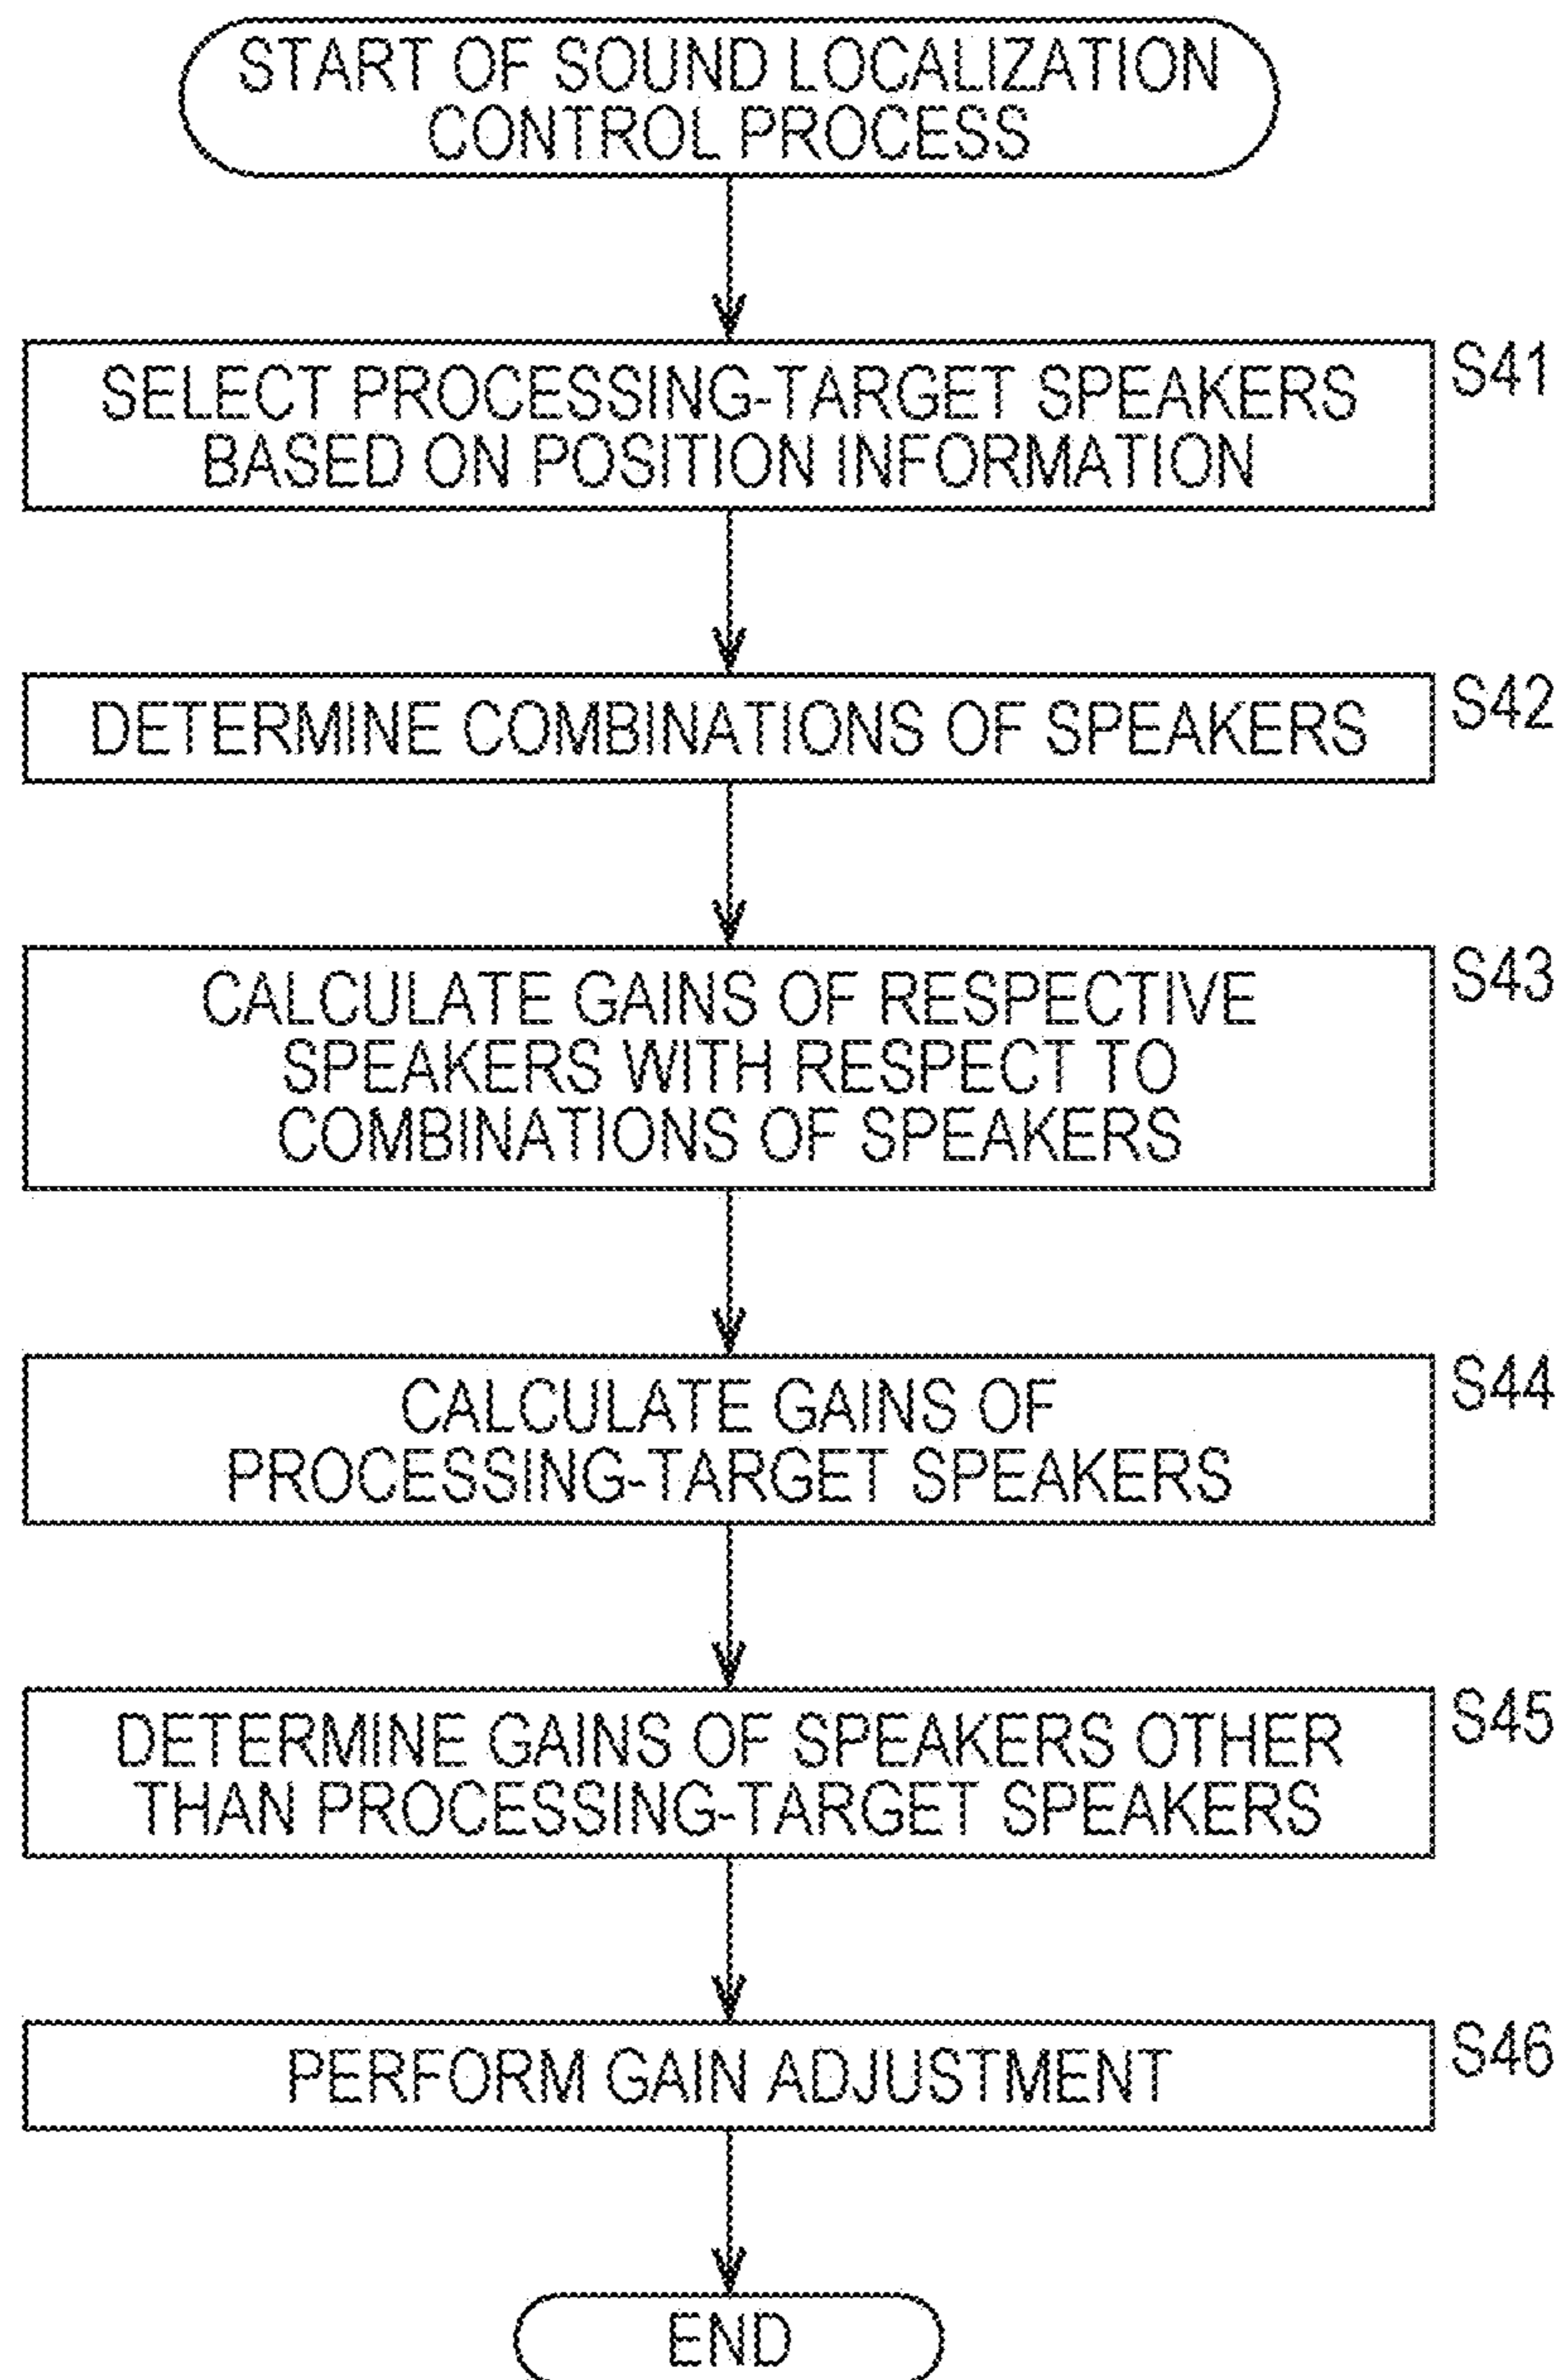 START OF SOUND LOCALIZATION
CONTROL PROCESS
SELECT PROCESSING-TARGET SPEAKERS
BASED ON POSITION INFORMATION
S41
DETERMINE COMBINATIONS OF SPEAKERS
S42
CALCULATE GAINS OF RESPECTIVE
SPEAKERS WITH RESPECT TO
COMBINATIONS OF SPEAKERS
S43
CALCULATE GAINS OF
PROCESSING-TARGET SPEAKERS
S44
DETERMINE GAINS OF SPEAKERS OTHER
THAN PROCESSING-TARGET SPEAKERS
S45
PERFORM GAIN ADJUSTMENT
S46
END